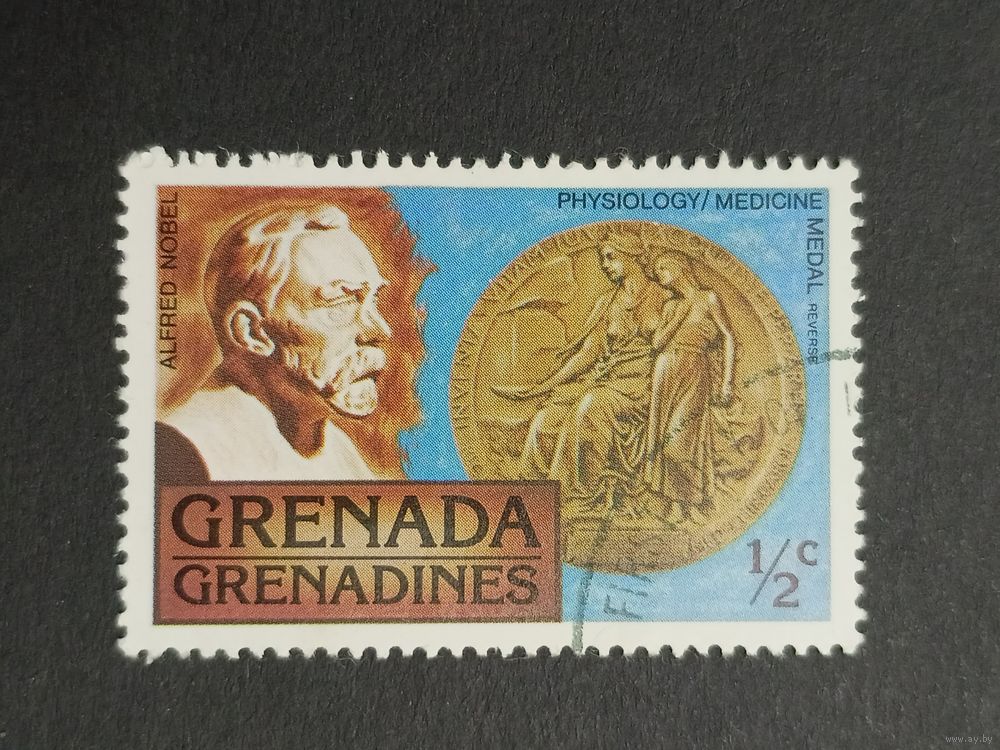 ALFRED NOBEL
PHYSIOLOGY/MEDICINE
MEDAL REVERSE
GRENADA
GRENADINES
1/2 c
www.ay.by